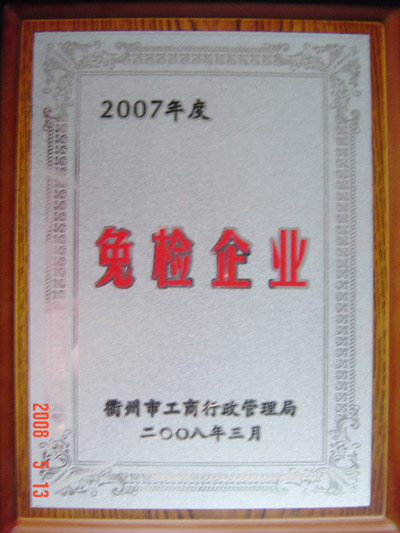 2007年度
免检企业
衢州市工商行政管理局
二〇〇八年三月
2008 5 13